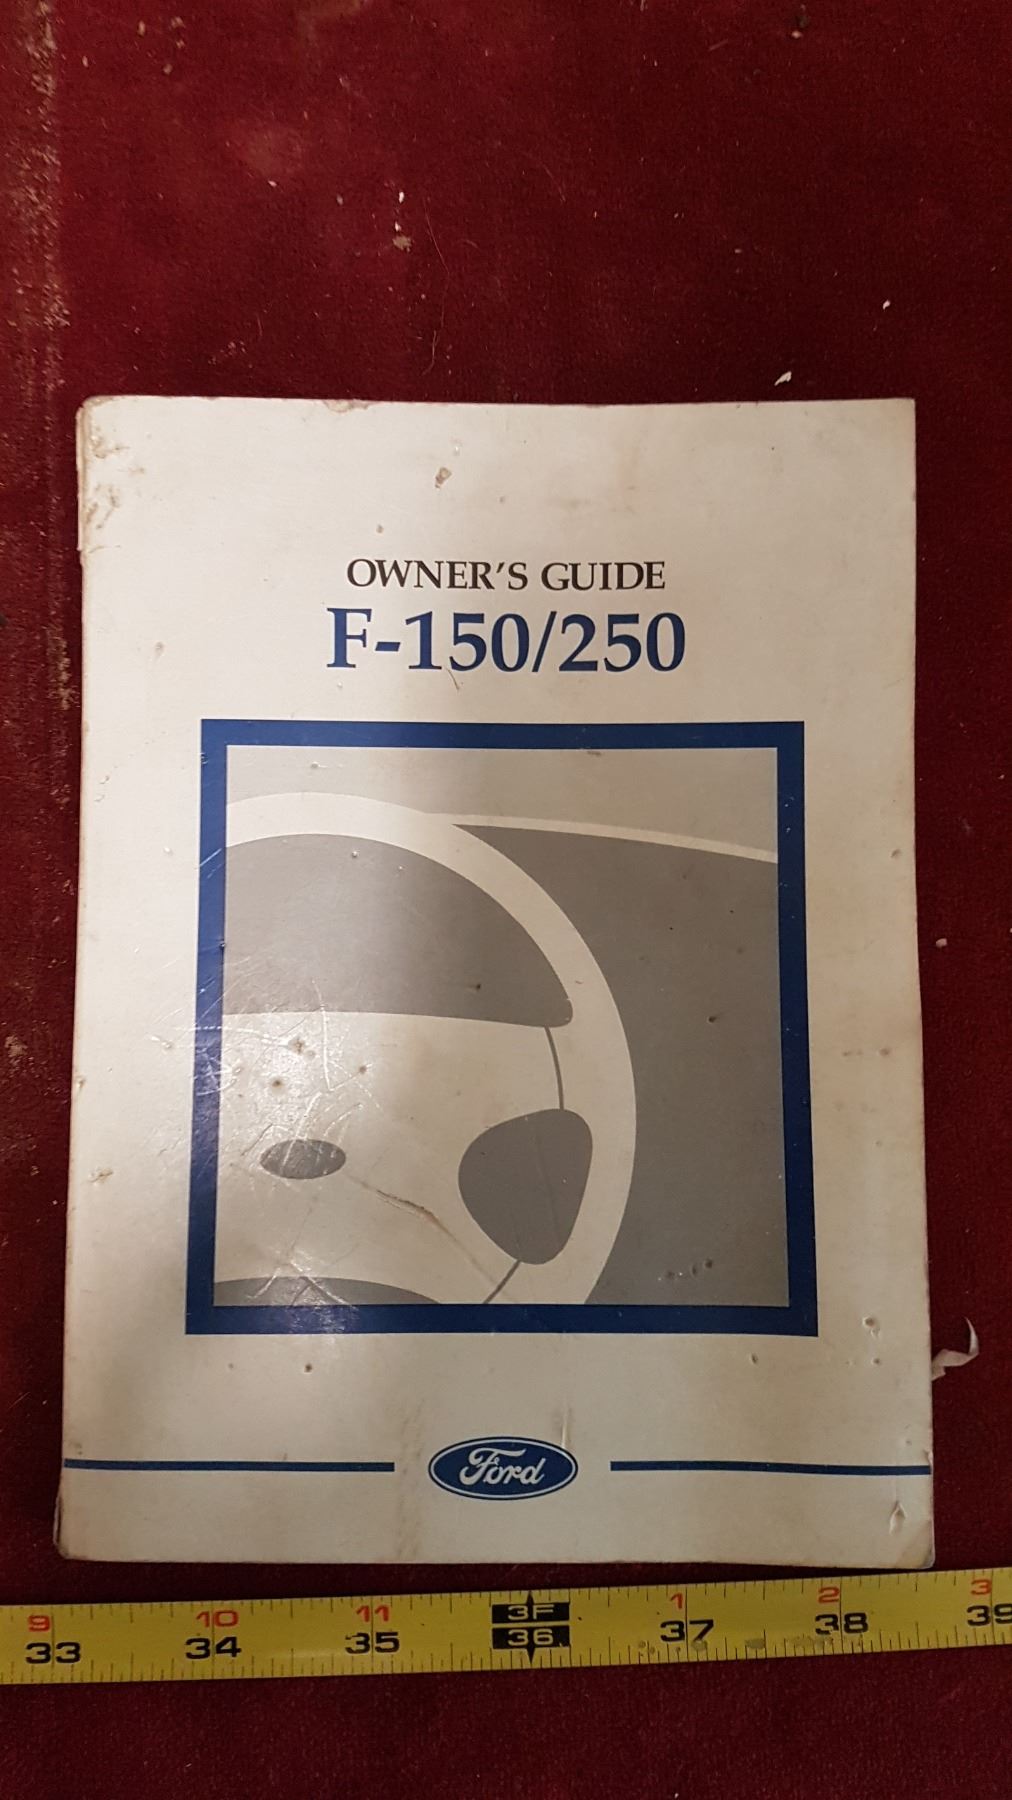 OWNER'S GUIDE
F-150/250
Ford
9 10 11 3F 1 2 3
33 34 35 36 37 38 39